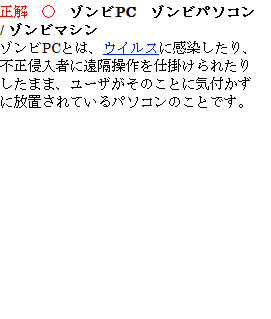 正解　○　ゾンビPC　ゾンビパソコン
/ ゾンビマシン
ゾンビPCとは、ウイルスに感染したり、
不正侵入者に遠隔操作を仕掛けられたり
したまま、ユーザがそのことに気付かず
に放置されているパソコンのことです。